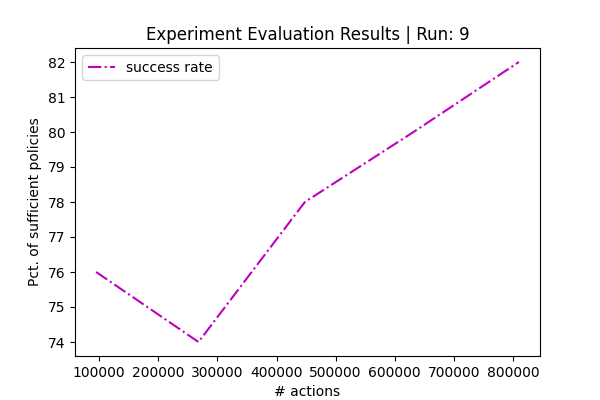 Experiment Evaluation Results | Run: 9
success rate
Pct. of sufficient policies
82
81
80
79
78
77
76
75
74
100000 200000 300000 400000 500000 600000 700000 800000
# actions